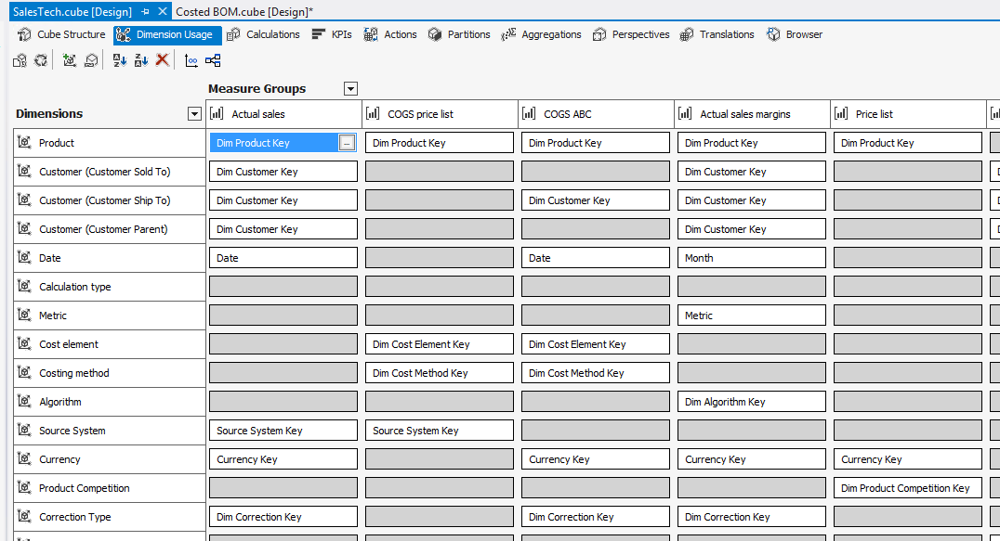 SalesTech.cube [Design] Costed BOM.cube [Design]*
Cube Structure Dimension Usage Calculations KPIs Actions Partitions Aggregations Perspectives Translations Browser
Measure Groups
Dimensions Actual sales COGS price list COGS ABC Actual sales margins Price list
Product Dim Product Key ... Dim Product Key Dim Product Key Dim Product Key Dim Product Key
Customer (Customer Sold To) Dim Customer Key Dim Customer Key
Customer (Customer Ship To) Dim Customer Key Dim Customer Key Dim Customer Key
Customer (Customer Parent) Dim Customer Key Dim Customer Key
Date Date Date Month
Calculation type
Metric Metric
Cost element Dim Cost Element Key Dim Cost Element Key
Costing method Dim Cost Method Key Dim Cost Method Key
Algorithm Dim Algorithm Key
Source System Source System Key Source System Key
Currency Currency Key Currency Key Currency Key Currency Key
Product Competition Dim Product Competition Key
Correction Type Dim Correction Key Dim Correction Key Dim Correction Key